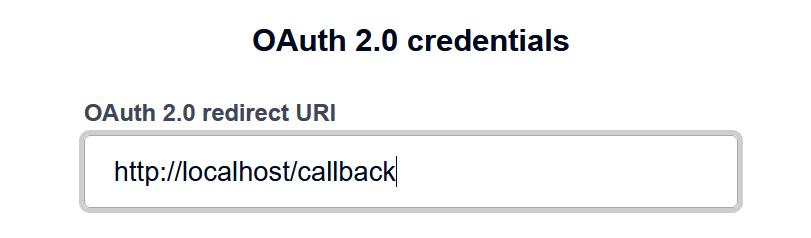 OAuth 2.0 credentials
OAuth 2.0 redirect URI
http://localhost/callback